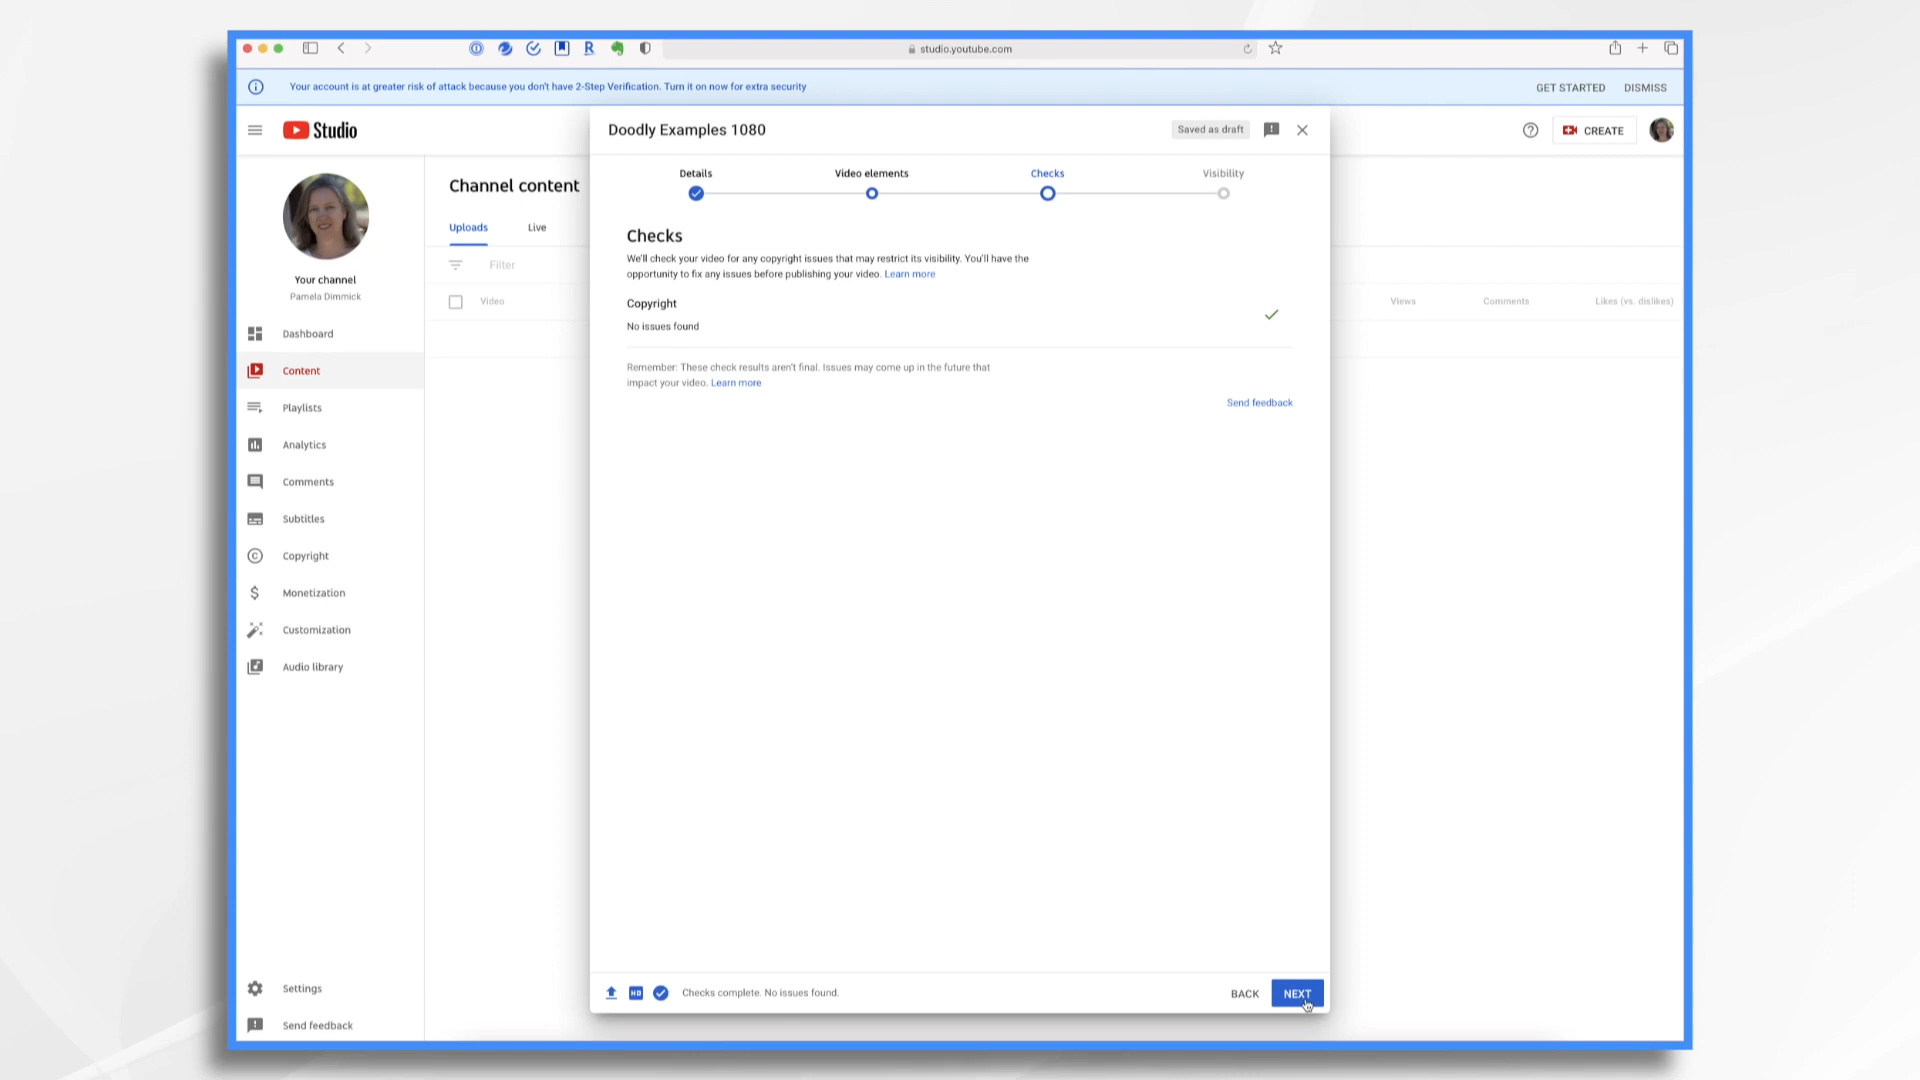 studio.youtube.com
Your account is at greater risk of attack because you don't have 2-Step Verification. Turn it on now for extra security
GET STARTED
DISMISS
Studio
Doodly Examples 1080
Saved as draft
CREATE
Details
Video elements
Checks
Visibility
Your channel
Pamela Dimmick
Dashboard
Content
Playlists
Analytics
Comments
Subtitles
Copyright
Monetization
Customization
Audio library
Settings
Send feedback
Channel content
Uploads
Live
Filter
Video
Views
Comments
Likes (vs. dislikes)
Checks
We'll check your video for any copyright issues that may restrict its visibility. You'll have the
opportunity to fix any issues before publishing your video. Learn more
Copyright
No issues found
Remember: These check results aren't final. Issues may come up in the future that
impact your video. Learn more
Send feedback
HD
Checks complete. No issues found.
BACK
NEXT